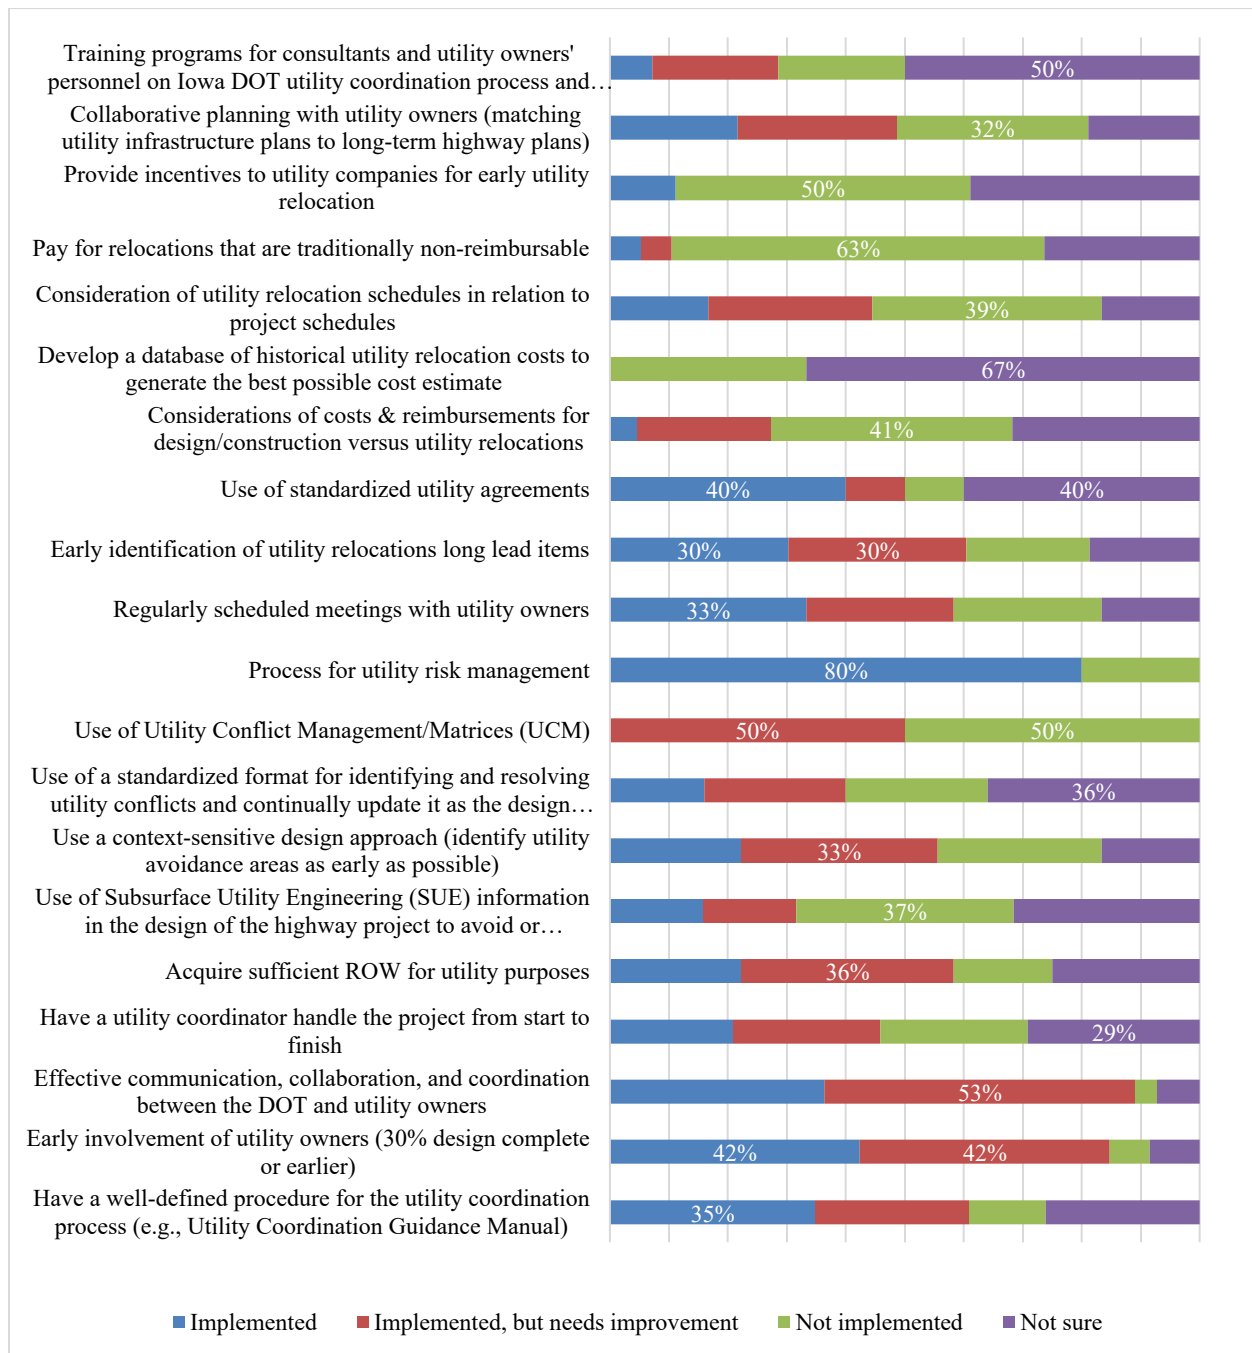 Training programs for consultants and utility owners'
personnel on Iowa DOT utility coordination process and…
50%
Collaborative planning with utility owners (matching
utility infrastructure plans to long-term highway plans)
32%
Provide incentives to utility companies for early utility
relocation
50%
Pay for relocations that are traditionally non-reimbursable
63%
Consideration of utility relocation schedules in relation to
project schedules
39%
Develop a database of historical utility relocation costs to
generate the best possible cost estimate
67%
Considerations of costs & reimbursements for
design/construction versus utility relocations
41%
Use of standardized utility agreements
40% 40%
Early identification of utility relocations long lead items
30% 30%
Regularly scheduled meetings with utility owners
33%
Process for utility risk management
80%
Use of Utility Conflict Management/Matrices (UCM)
50% 50%
Use of a standardized format for identifying and resolving
utility conflicts and continually update it as the design…
36%
Use a context-sensitive design approach (identify utility
avoidance areas as early as possible)
33%
Use of Subsurface Utility Engineering (SUE) information
in the design of the highway project to avoid or…
37%
Acquire sufficient ROW for utility purposes
36%
Have a utility coordinator handle the project from start to
finish
29%
Effective communication, collaboration, and coordination
between the DOT and utility owners
53%
Early involvement of utility owners (30% design complete
or earlier)
42% 42%
Have a well-defined procedure for the utility coordination
process (e.g., Utility Coordination Guidance Manual)
35%
Implemented Implemented, but needs improvement Not implemented Not sure